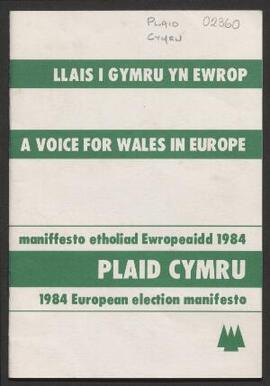 PLAID 02360
CYMRU
LLAIS I GYMRU YN EWROP
A VOICE FOR WALES IN EUROPE
maniffesto etholiad Ewropeaidd 1984
PLAID CYMRU
1984 European election manifesto